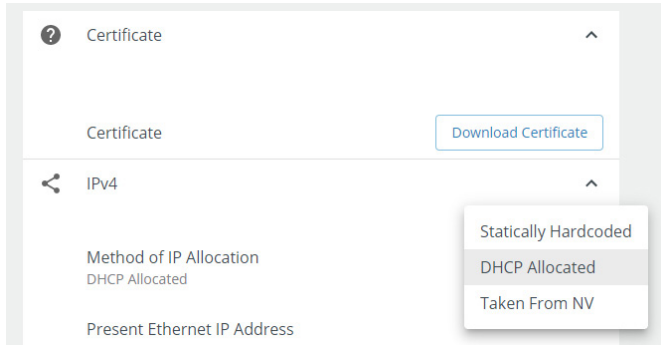 Certificate
Certificate
Download Certificate
IPv4
Statically Hardcoded
Method of IP Allocation
DHCP Allocated
DHCP Allocated
Taken From NV
Present Ethernet IP Address